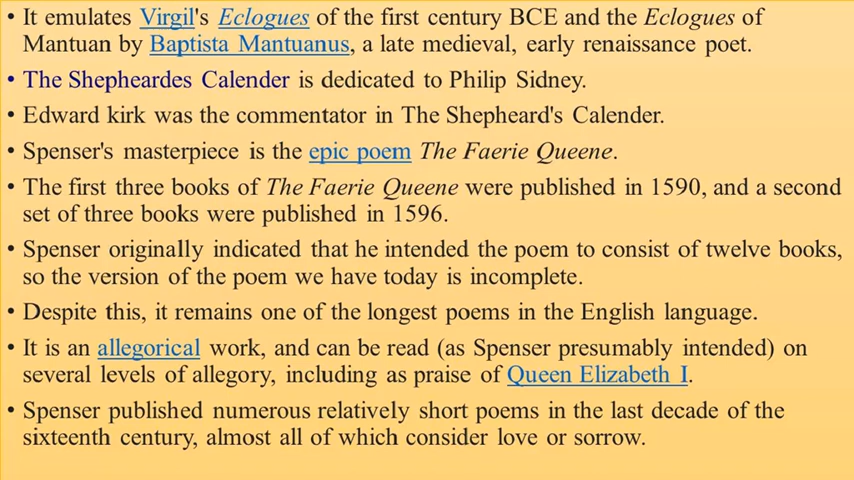 • It emulates Virgil's Eclogues of the first century BCE and the Eclogues of
Mantuan by Baptista Mantuanus, a late medieval, early renaissance poet.
• The Shepheardes Calender is dedicated to Philip Sidney.
• Edward kirk was the commentator in The Shepheard's Calender.
• Spenser's masterpiece is the epic poem The Faerie Queene.
• The first three books of The Faerie Queene were published in 1590, and a second
set of three books were published in 1596.
• Spenser originally indicated that he intended the poem to consist of twelve books,
so the version of the poem we have today is incomplete.
• Despite this, it remains one of the longest poems in the English language.
• It is an allegorical work, and can be read (as Spenser presumably intended) on
several levels of allegory, including as praise of Queen Elizabeth I.
• Spenser published numerous relatively short poems in the last decade of the
sixteenth century, almost all of which consider love or sorrow.